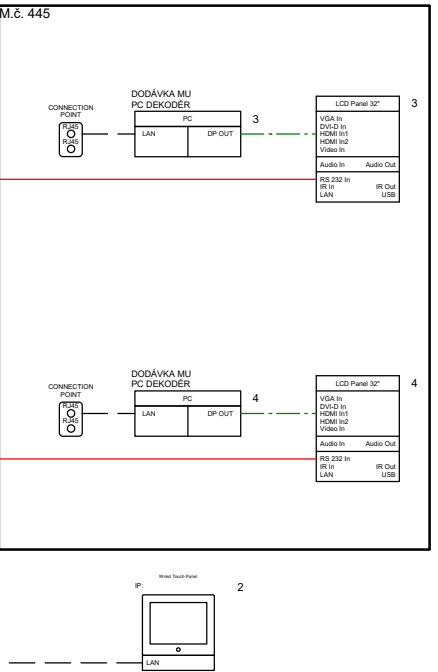 M.č. 445
CONNECTION
POINT
RJ45
RJ45
DODÁVKA MU
PC DEKODÉR
3
PC
LAN
DP OUT
LCD Panel 32"
3
VGA In
DVI-D In
HDMI In1
HDMI In2
Video In
Audio In
Audio Out
RS 232 In
IR In
IR Out
LAN
USB
CONNECTION
POINT
RJ45
RJ45
DODÁVKA MU
PC DEKODÉR
4
PC
LAN
DP OUT
LCD Panel 32"
4
VGA In
DVI-D In
HDMI In1
HDMI In2
Video In
Audio In
Audio Out
RS 232 In
IR In
IR Out
LAN
USB
Wired Touch Panel
IP:
2
LAN